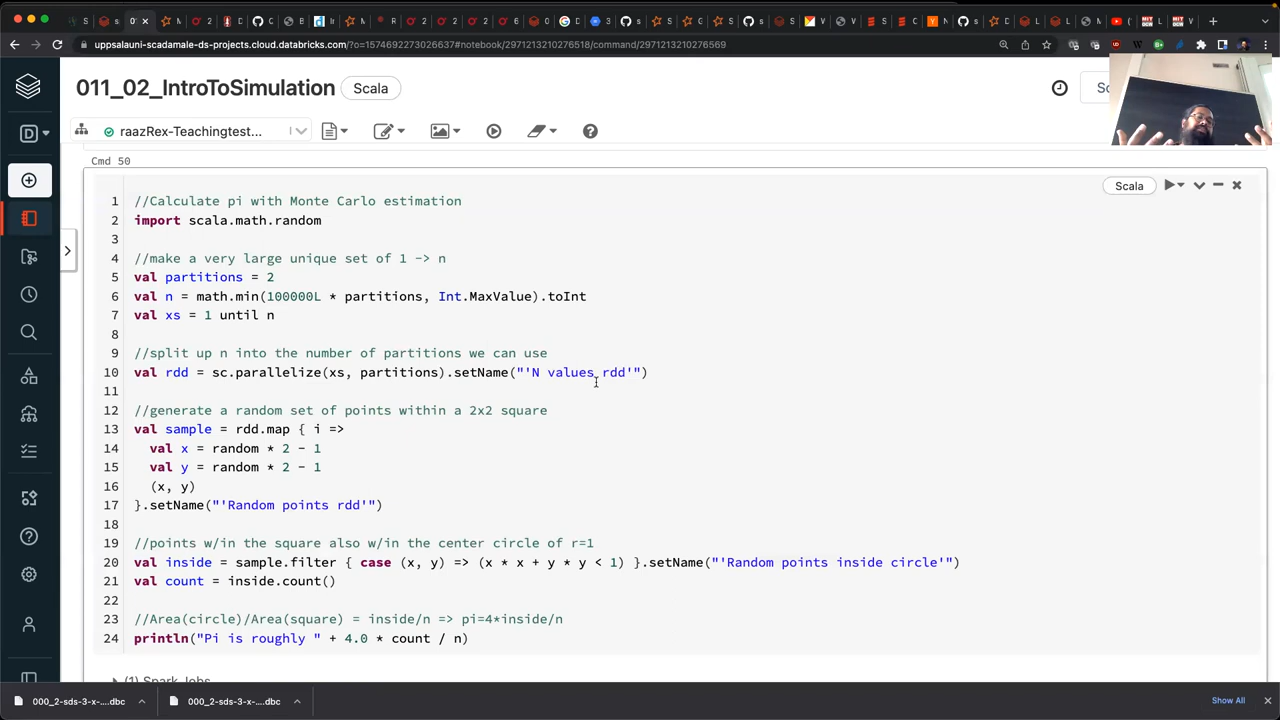 uppsalauni-scadamale-ds-projects.cloud.databricks.com/?o=1574692273026637#notebook/2971213210276518/command/2971213210276569
011_02_IntroToSimulation
Scala
D
raazRex-Teachingtest...
Cmd 50
Scala
1 //Calculate pi with Monte Carlo estimation
2 import scala.math.random
3
4 //make a very large unique set of 1 -> n
5 val partitions = 2
6 val n = math.min(100000L * partitions, Int.MaxValue).toInt
7 val xs = 1 until n
8
9 //split up n into the number of partitions we can use
10 val rdd = sc.parallelize(xs, partitions).setName("'N values rdd'")
11
12 //generate a random set of points within a 2x2 square
13 val sample = rdd.map { i =>
14 val x = random * 2 - 1
15 val y = random * 2 - 1
16 (x, y)
17 }.setName("'Random points rdd'")
18
19 //points w/in the square also w/in the center circle of r=1
20 val inside = sample.filter { case (x, y) => (x * x + y * y < 1) }.setName("'Random points inside circle'")
21 val count = inside.count()
22
23 //Area(circle)/Area(square) = inside/n => pi=4*inside/n
24 println("Pi is roughly " + 4.0 * count / n)
(1) Spark Jobs
000_2-sds-3-x-....dbc
000_2-sds-3-x-....dbc
Show All